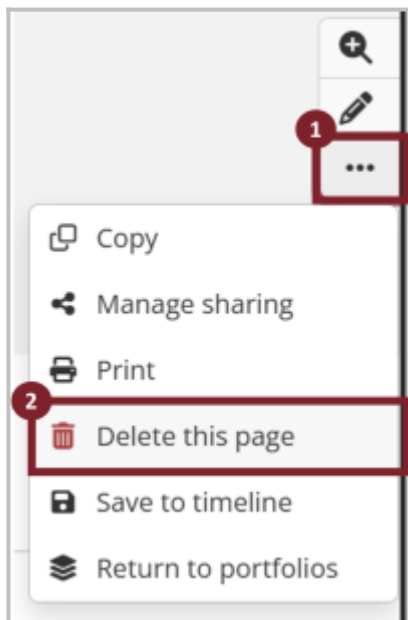 1
Copy
Manage sharing
Print
2
Delete this page
Save to timeline
Return to portfolios